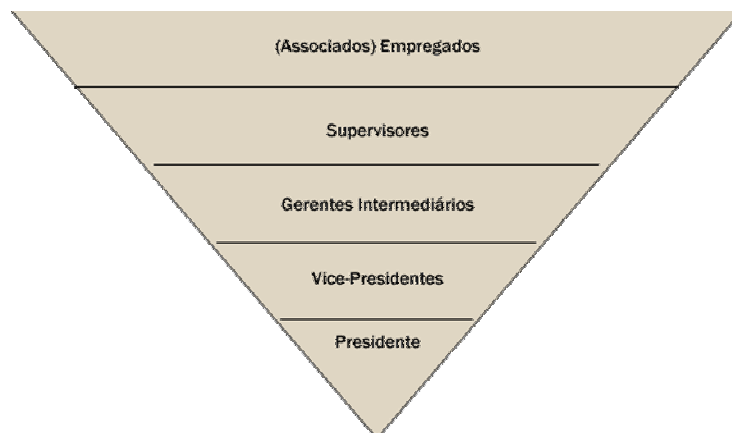 (Associados) Empregados
Supervisores
Gerentes Intermediários
Vice-Presidentes
Presidente